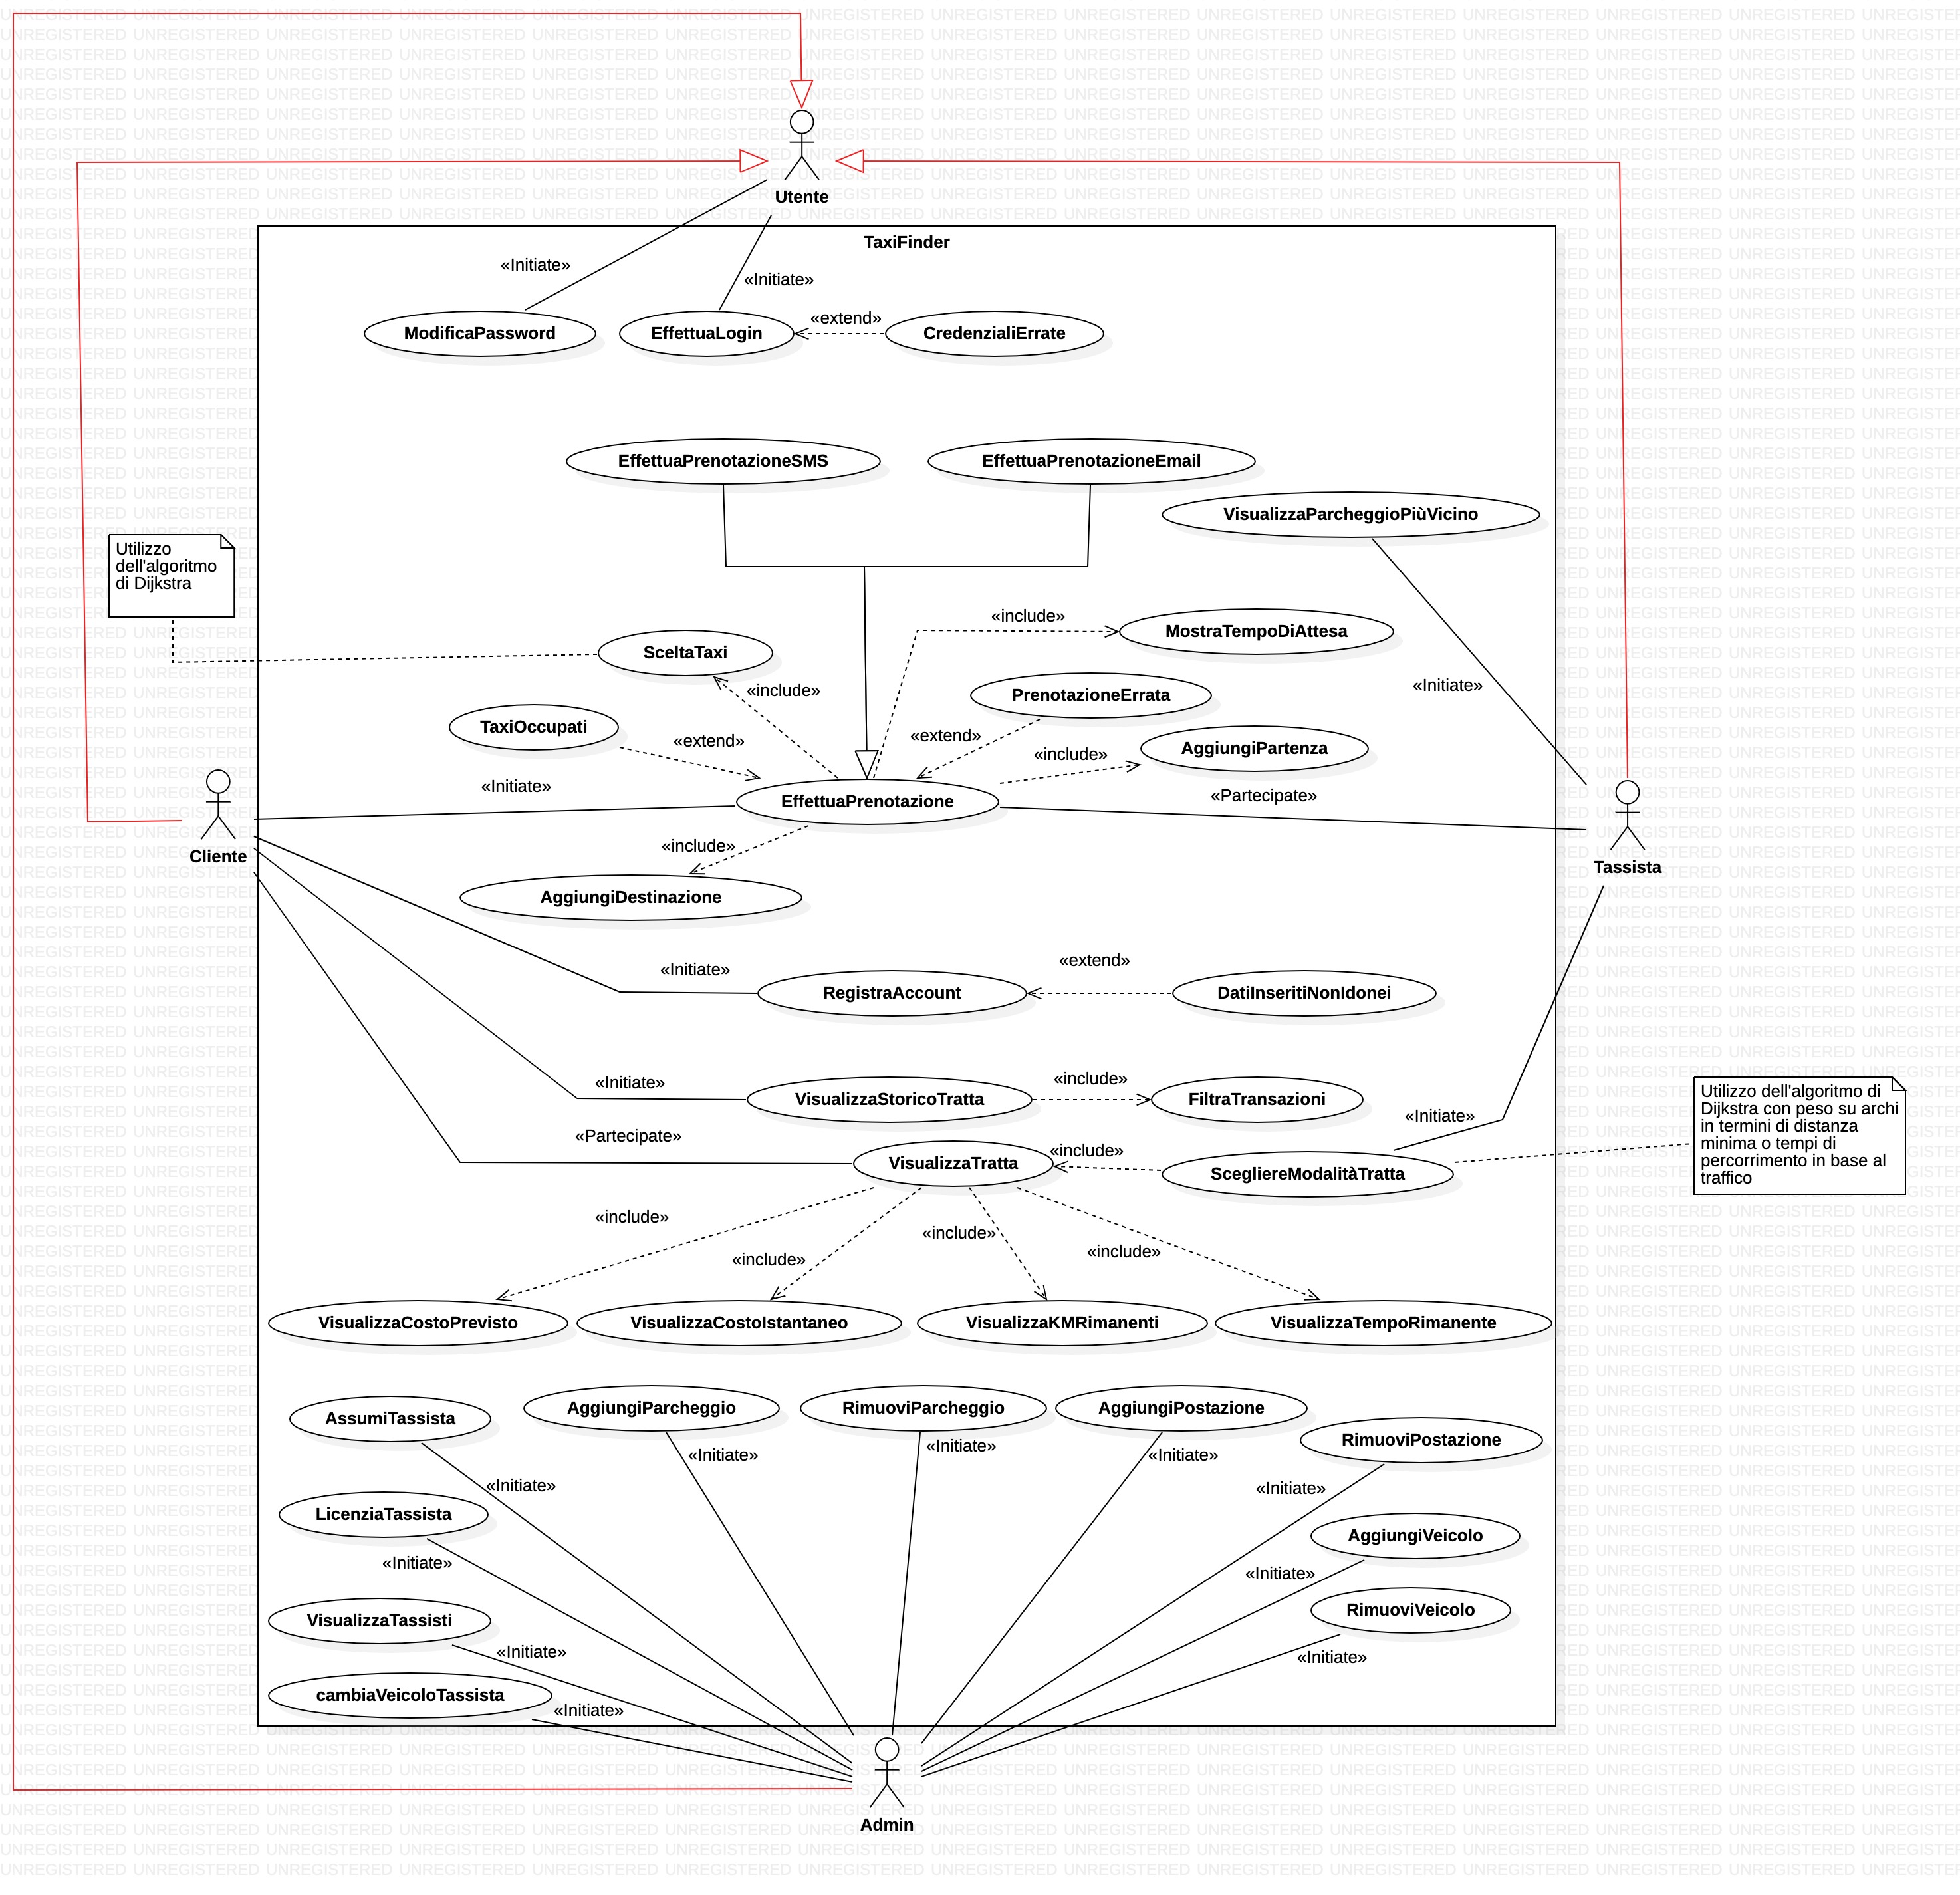 Utente
TaxiFinder
«Initiate»
«Initiate»
ModificaPassword
EffettuaLogin
«extend»
CredenzialiErrate
EffettuaPrenotazioneSMS
EffettuaPrenotazioneEmail
VisualizzaParcheggioPiùVicino
Utilizzo
dell'algoritmo
di Dijkstra
SceltaTaxi
«include»
MostraTempoDiAttesa
«include»
PrenotazioneErrata
«Initiate»
TaxiOccupati
«extend»
«extend»
«include»
AggiungiPartenza
«Initiate»
EffettuaPrenotazione
«Partecipate»
Cliente
Tassista
«include»
AggiungiDestinazione
«Initiate»
RegistraAccount
«extend»
DatiInseritiNonIdonei
«Initiate»
VisualizzaStoricoTratta
«include»
FiltraTransazioni
«Initiate»
Utilizzo dell'algoritmo di
Dijkstra con peso su archi
in termini di distanza
minima o tempi di
percorrimento in base al
traffico
«Partecipate»
VisualizzaTratta
«include»
ScegliereModalitàTratta
«include»
«include»
«include»
«include»
VisualizzaCostoPrevisto
VisualizzaCostoIstantaneo
VisualizzaKMRimanenti
VisualizzaTempoRimanente
AssumiTassista
AggiungiParcheggio
RimuoviParcheggio
AggiungiPostazione
RimuoviPostazione
«Initiate»
«Initiate»
«Initiate»
«Initiate»
«Initiate»
LicenziaTassista
«Initiate»
AggiungiVeicolo
«Initiate»
VisualizzaTassisti
«Initiate»
RimuoviVeicolo
«Initiate»
cambiaVeicoloTassista
«Initiate»
Admin
UNREGISTERED